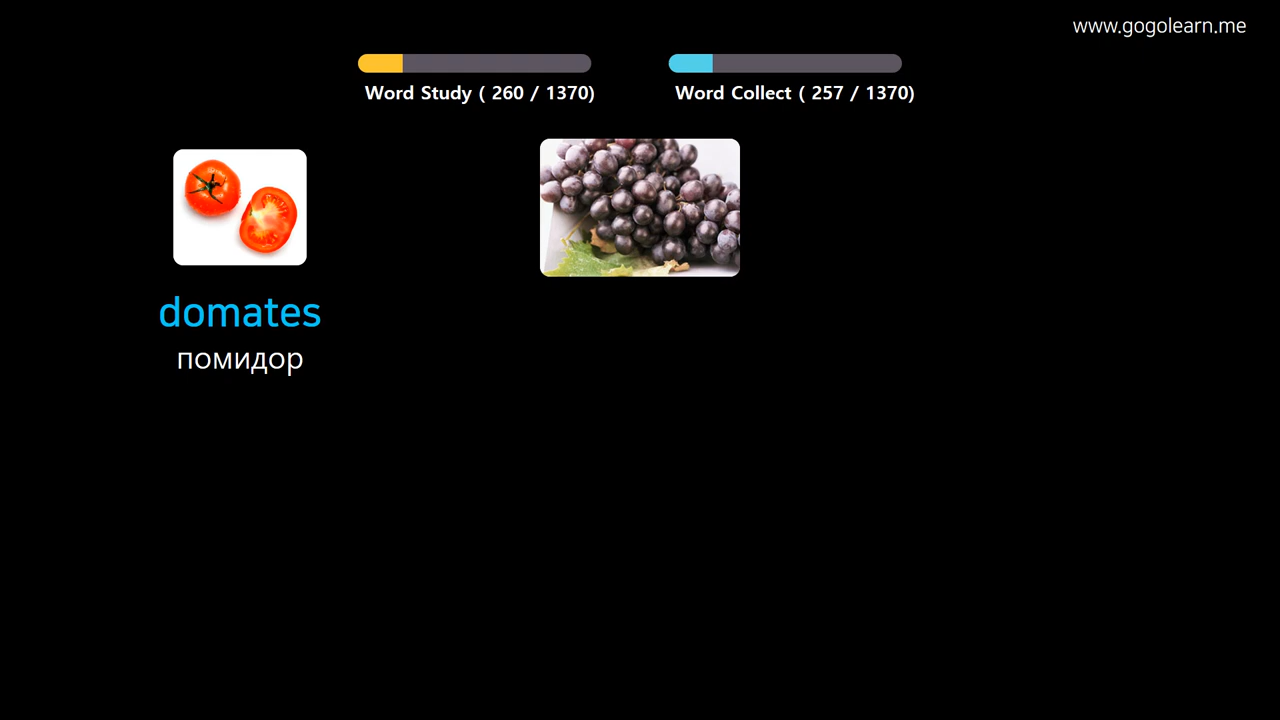 www.gogolearn.me
Word Study ( 260 / 1370)
Word Collect ( 257 / 1370)
domates
помидор